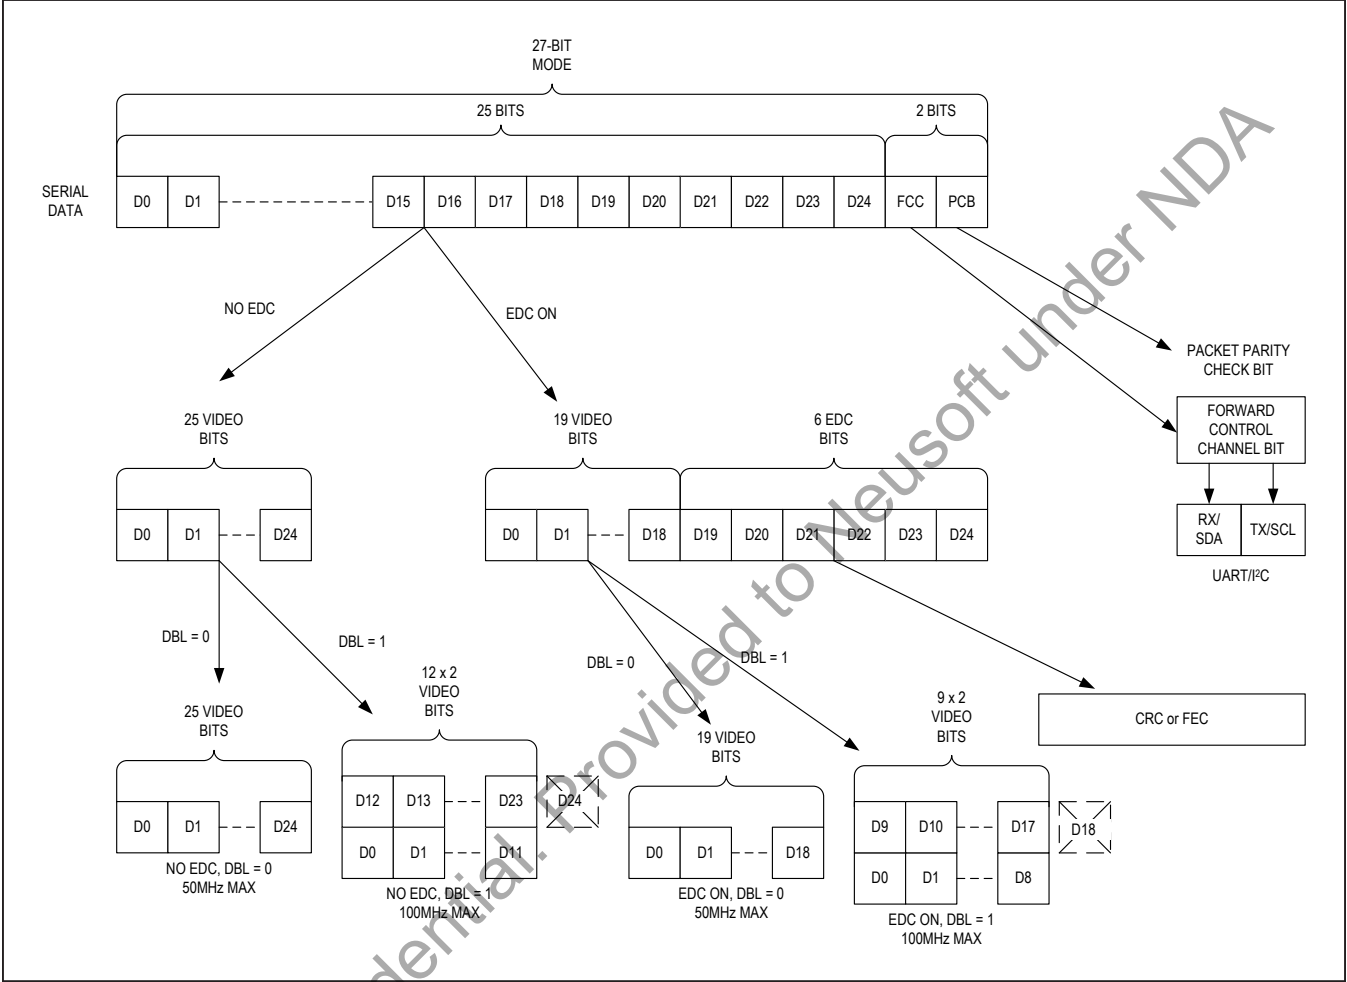 27-BIT
MODE
25 BITS
2 BITS
SERIAL
DATA
D0 D1 D15 D16 D17 D18 D19 D20 D21 D22 D23 D24 FCC PCB
NO EDC
EDC ON
PACKET PARITY
CHECK BIT
25 VIDEO
BITS
19 VIDEO
BITS
6 EDC
BITS
FORWARD
CONTROL
CHANNEL BIT
D0 D1 D24
D0 D1 D18 D19 D20 D21 D22 D23 D24
RX/
SDA
TX/SCL
UART/I²C
DBL = 0
DBL = 1
DBL = 0
DBL = 1
25 VIDEO
BITS
12 x 2
VIDEO
BITS
19 VIDEO
BITS
9 x 2
VIDEO
BITS
CRC or FEC
D0 D1 D24
NO EDC, DBL = 0
50MHz MAX
D12 D13 D23 D24
D0 D1 D11
NO EDC, DBL = 1
100MHz MAX
D0 D1 D18
EDC ON, DBL = 0
50MHz MAX
D9 D10 D17 D18
D0 D1 D8
EDC ON, DBL = 1
100MHz MAX
dential. Provided to Neusoft under NDA